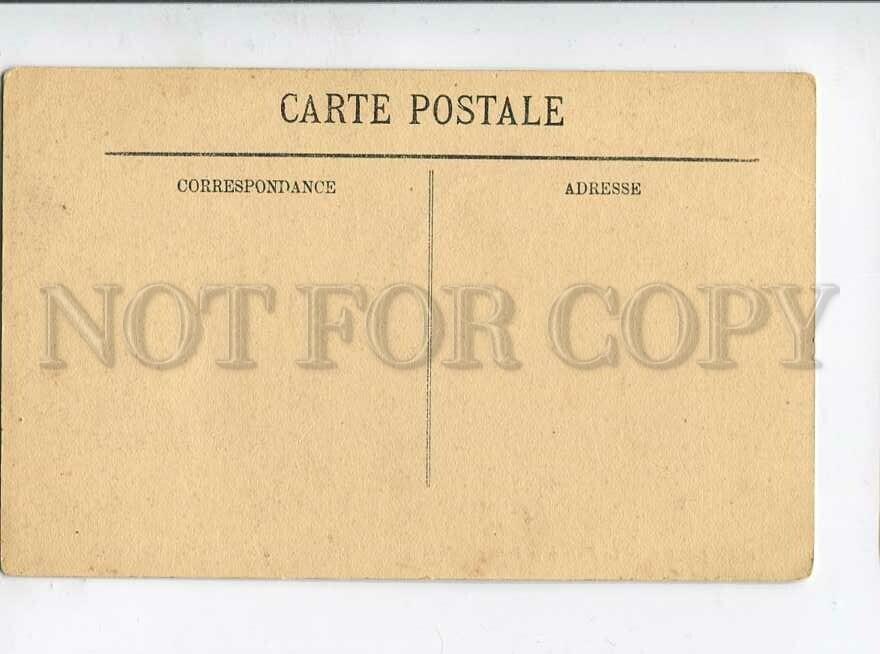 CARTE POSTALE
CORRESPONDANCE
ADRESSE
NOT FOR COPY